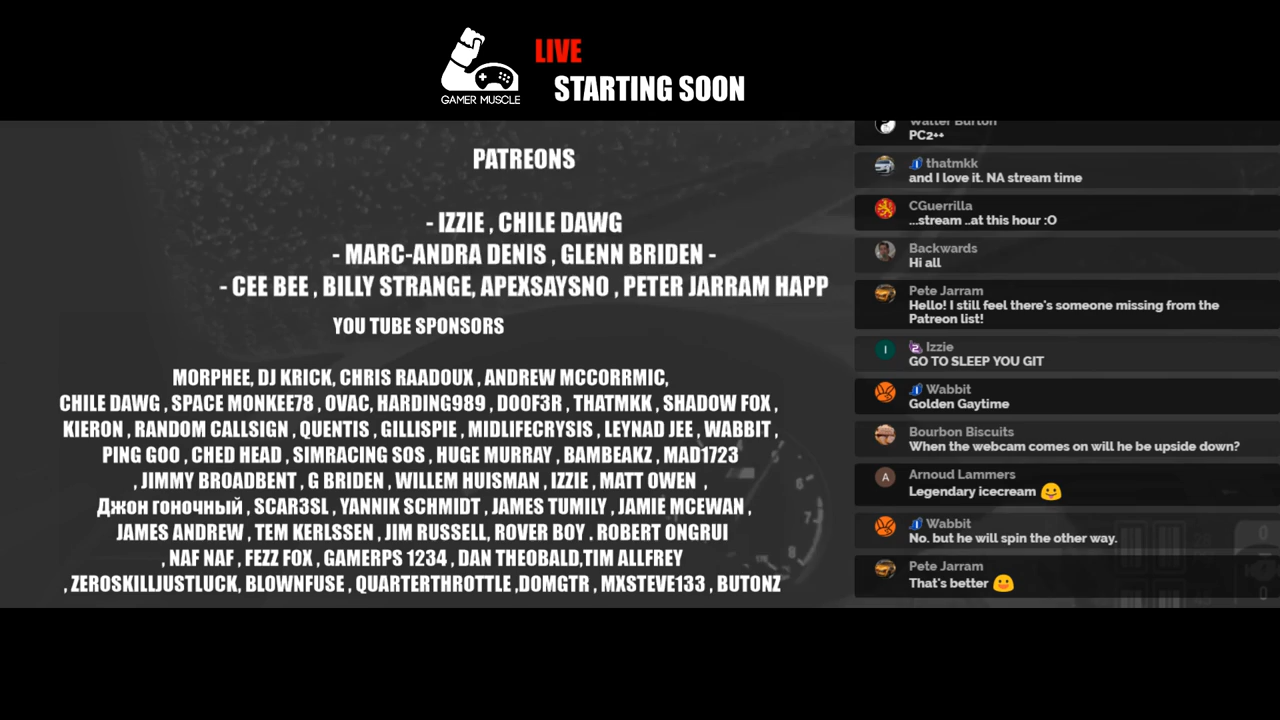 GAMER MUSCLE
LIVE
STARTING SOON
PATREONS
- IZZIE , CHILE DAWG
- MARC-ANDRA DENIS , GLENN BRIDEN -
- CEE BEE , BILLY STRANGE, APEXSAYSNO , PETER JARRAM HAPP
YOU TUBE SPONSORS
MORPHEE, DJ KRICK, CHRIS RAADOUX , ANDREW MCCORRMIC,
CHILE DAWG , SPACE MONKEE78 , OVAC, HARDING989 , DOOF3R , THATMKK , SHADOW FOX ,
KIERON , RANDOM CALLSIGN , QUENTIS , GILLISPIE , MIDLIFECRYSIS , LEYNAD JEE , WABBIT ,
PING GOO , CHED HEAD , SIMRACING SOS , HUGE MURRAY , BAMBEAKZ , MAD1723
, JIMMY BROADBENT , G BRIDEN , WILLEM HUISMAN , IZZIE , MATT OWEN ,
Джон гоночный , SCAR3SL , YANNIK SCHMIDT , JAMES TUMILY , JAMIE MCEWAN ,
JAMES ANDREW , TEM KERLSSEN , JIM RUSSELL, ROVER BOY . ROBERT ONGRUI
, NAF NAF , FEZZ FOX , GAMERPS 1234 , DAN THEOBALD,TIM ALLFREY
, ZEROSKILLJUSTLUCK, BLOWNFUSE , QUARTERTHROTTLE ,DOMGTR , MXSTEVE133 , BUTONZ
Walter Burton
PC2++
thatmkk
and I love it. NA stream time
CGuerrilla
...stream ..at this hour :O
Backwards
Hi all
Pete Jarram
Hello! I still feel there's someone missing from the
Patreon list!
I
2 Izzie
GO TO SLEEP YOU GIT
Wabbit
Golden Gaytime
Bourbon Biscuits
When the webcam comes on will he be upside down?
A
Arnoud Lammers
Legendary icecream
Wabbit
No. but he will spin the other way.
Pete Jarram
That's better
6
7
8
0
0